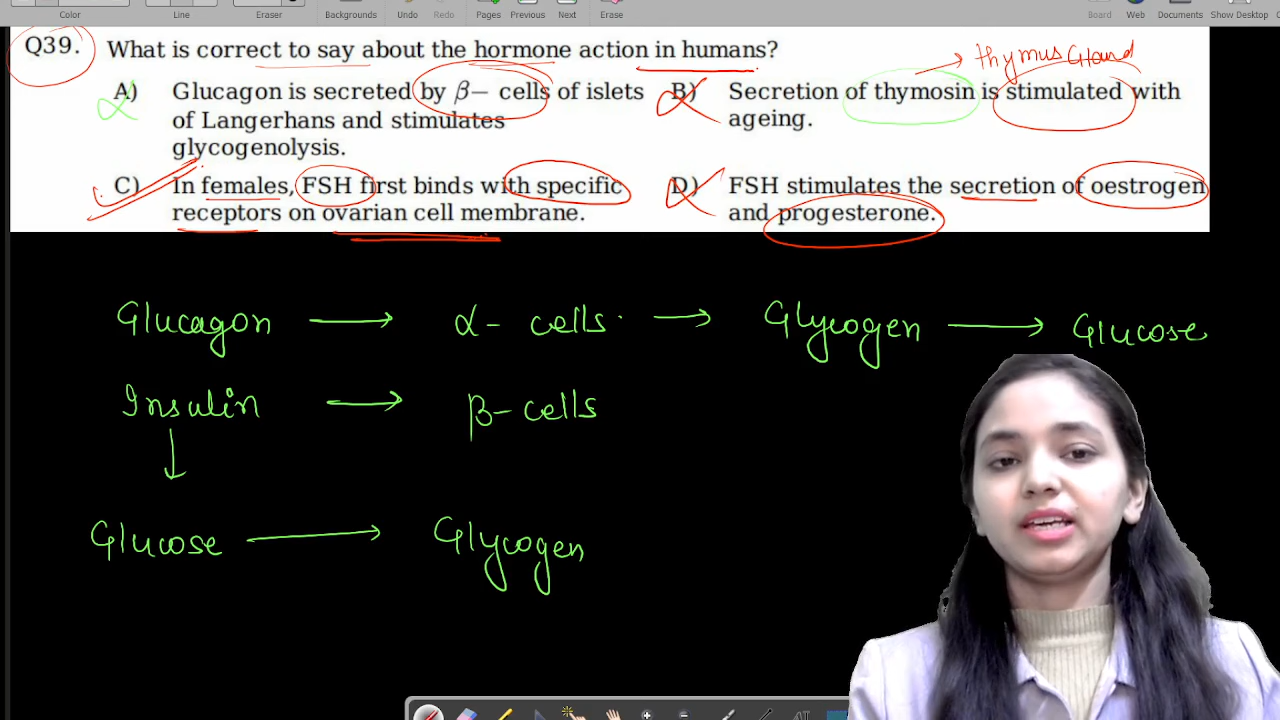 Color Line Eraser Backgrounds Undo Redo Pages Previous Next Erase Board Web Documents Show Desktop
Q39. What is correct to say about the hormone action in humans?
→ thymus Gland
A) Glucagon is secreted by β− cells of islets
of Langerhans and stimulates
glycogenolysis.
α
B) Secretion of thymosin is stimulated with
ageing.
C) In females, FSH first binds with specific
receptors on ovarian cell membrane.
D) FSH stimulates the secretion of oestrogen
and progesterone.
Glucagon → α- cells. → Glycogen → Glucose
Insulin → β- cells
↓
Glucose → Glycogen